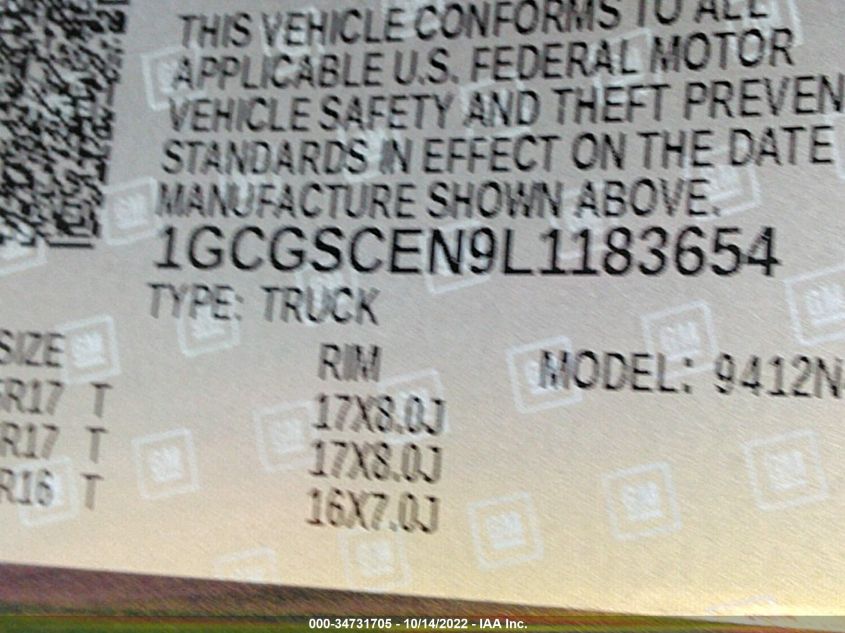 THIS VEHICLE CONFORMS TO ALL
APPLICABLE U.S. FEDERAL MOTOR
VEHICLE SAFETY AND THEFT PREVEN
STANDARDS IN EFFECT ON THE DATE
MANUFACTURE SHOWN ABOVE.
1GCGSCEN9L1183654
TYPE: TRUCK
SIZE RIM MODEL: 9412N
R17 T 17X8.0J
R17 T 17X8.0J
R16 T 16X7.0J
000-34731705 - 10/14/2022 - IAA Inc.